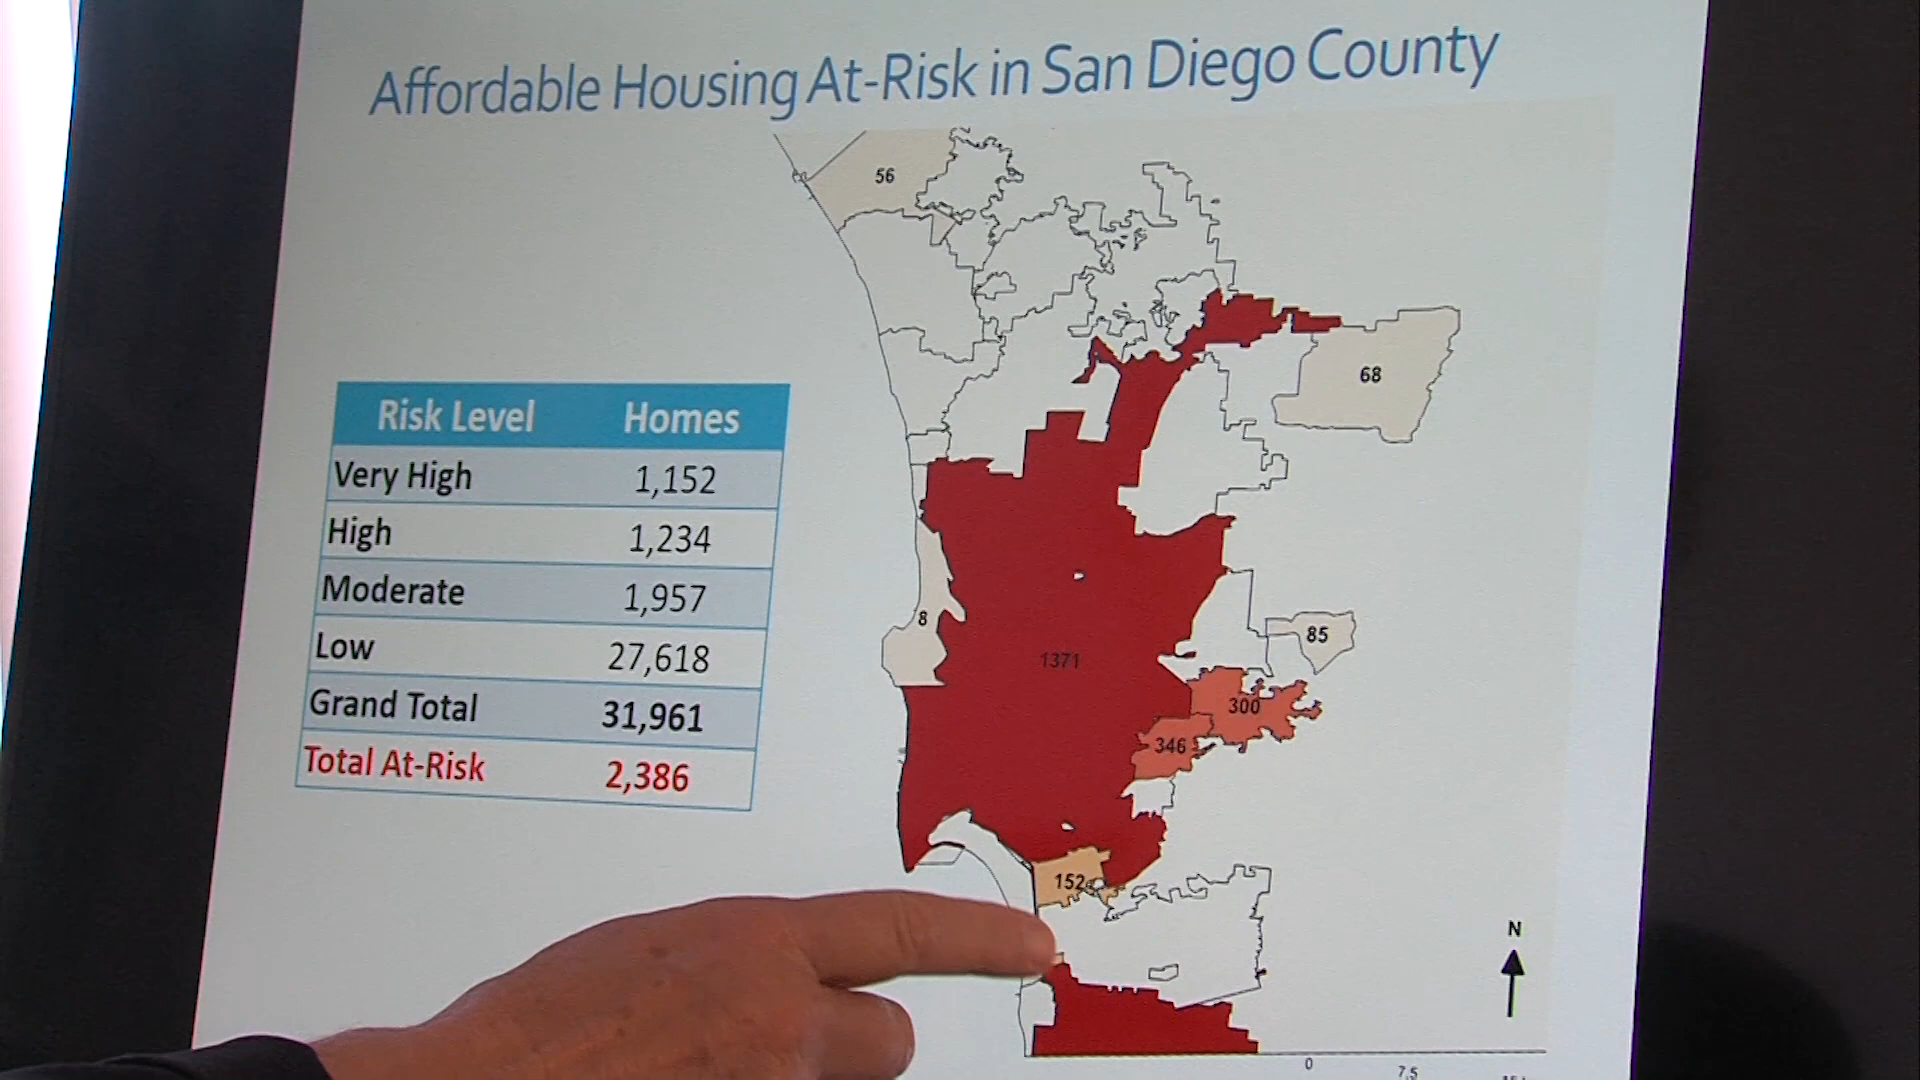 Affordable Housing At-Risk in San Diego County
56
68
Risk Level Homes
Very High 1,152
High 1,234
Moderate 1,957
Low 27,618
Grand Total 31,961
Total At-Risk 2,386
8
85
1371
300
346
152
N
0 7.5